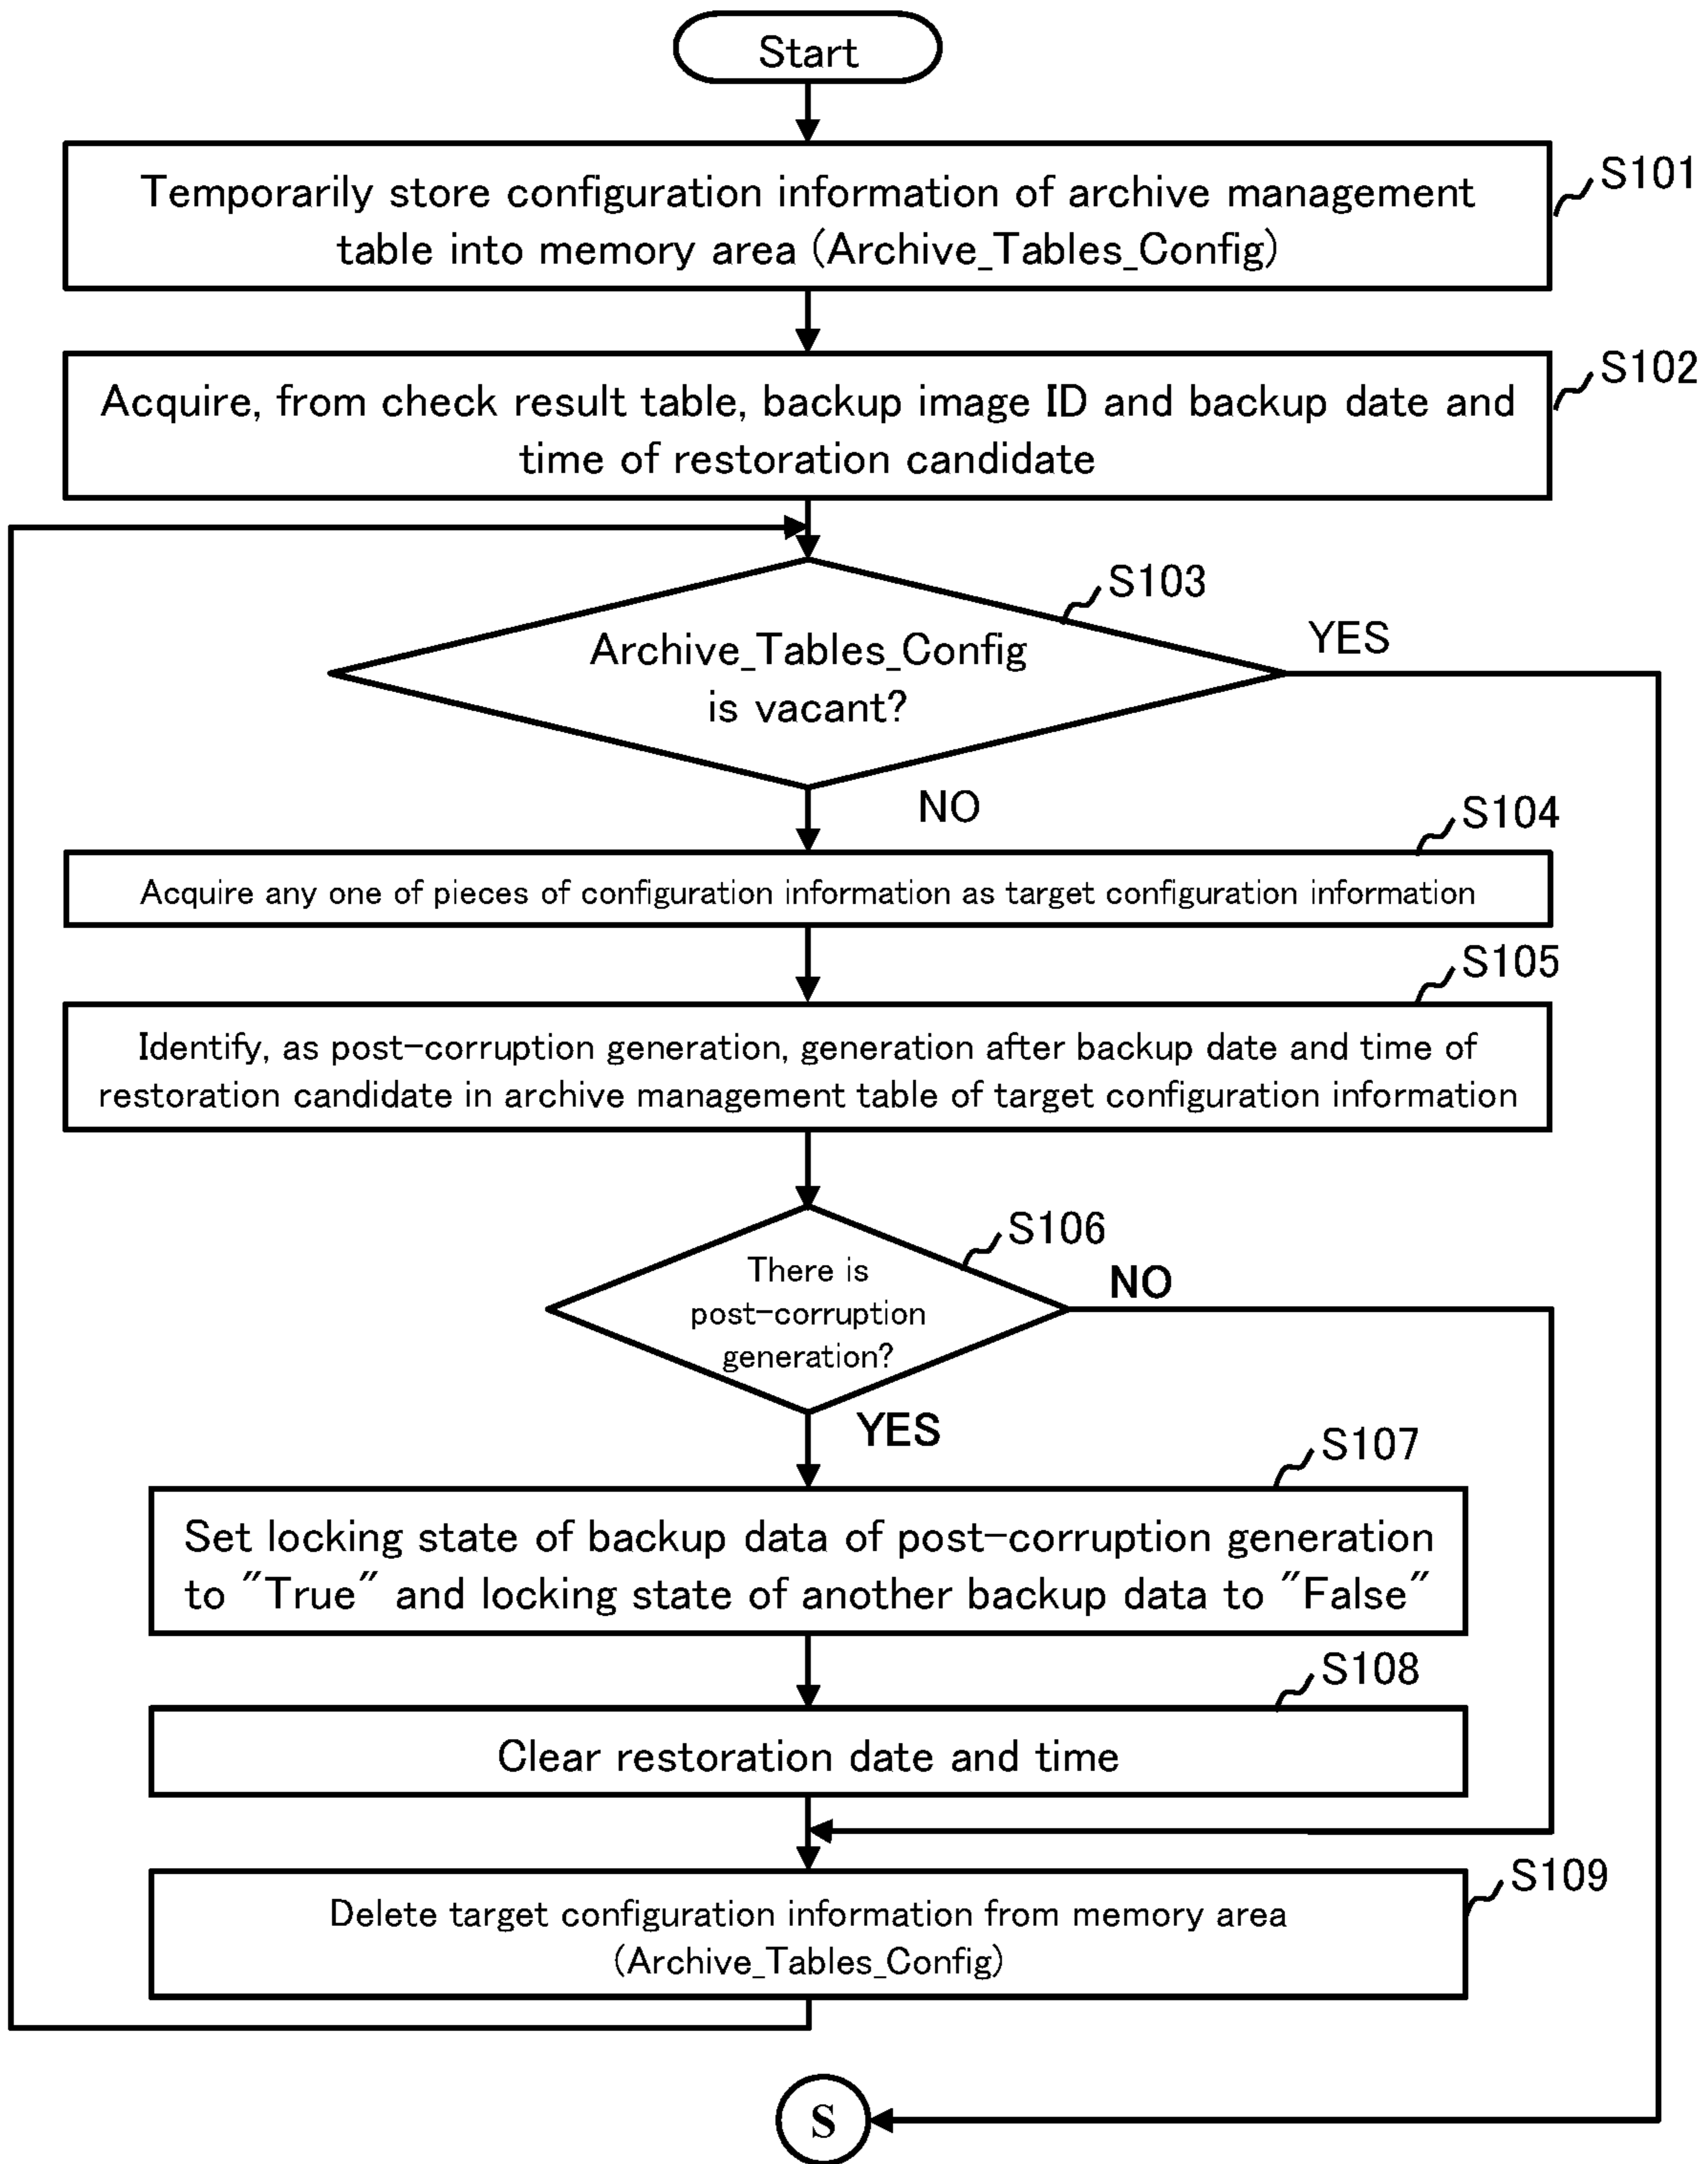 Start
S101
Temporarily store configuration information of archive management
table into memory area (Archive_Tables_Config)
S102
Acquire, from check result table, backup image ID and backup date and
time of restoration candidate
S103
Archive_Tables_Config
is vacant?
YES
NO
S104
Acquire any one of pieces of configuration information as target configuration information
S105
Identify, as post-corruption generation, generation after backup date and time of
restoration candidate in archive management table of target configuration information
S106
There is
post-corruption
generation?
NO
YES
S107
Set locking state of backup data of post-corruption generation
to "True" and locking state of another backup data to "False"
S108
Clear restoration date and time
S109
Delete target configuration information from memory area
(Archive_Tables_Config)
S